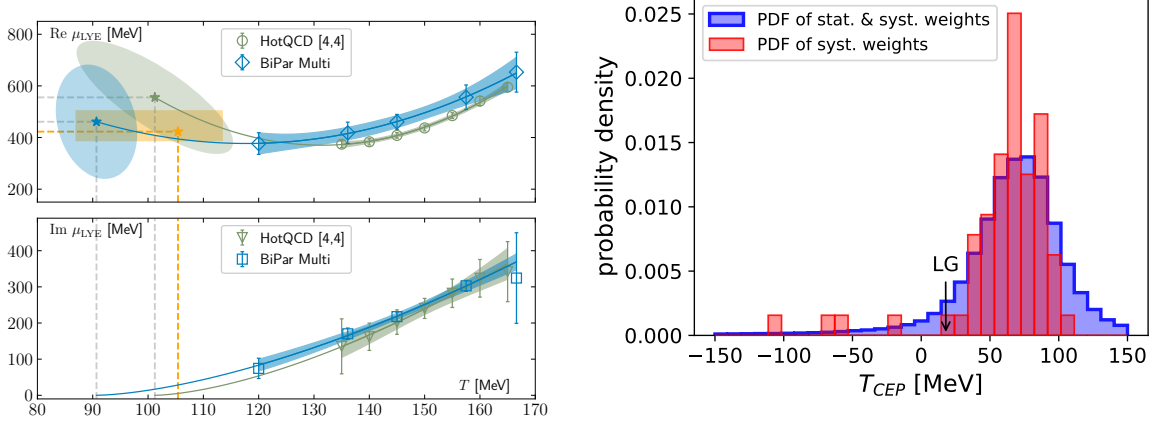 Re μLYE [MeV]
HotQCD [4,4]
BiPar Multi
800
600
400
200
Im μLYE [MeV]
HotQCD [4,4]
BiPar Multi
400
300
200
100
0
T [MeV]
80 90 100 110 120 130 140 150 160 170
PDF of stat. & syst. weights
PDF of syst. weights
probability density
0.025
0.020
0.015
0.010
0.005
0.000
LG
−150 −100 −50 0 50 100 150
TCEP [MeV]